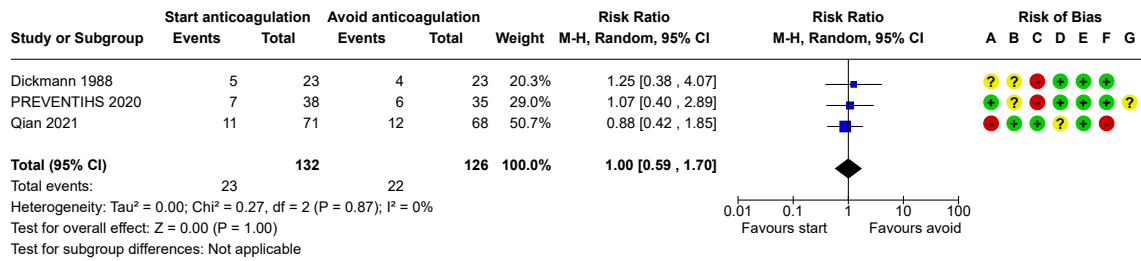 Start anticoagulation Avoid anticoagulation Risk Ratio Risk Ratio Risk of Bias
Study or Subgroup Events Total Events Total Weight M-H, Random, 95% CI M-H, Random, 95% CI A B C D E F G
Dickmann 1988 5 23 4 23 20.3% 1.25 [0.38 , 4.07] ? ? - + + +
PREVENTIHS 2020 7 38 6 35 29.0% 1.07 [0.40 , 2.89] + ? - + + + ?
Qian 2021 11 71 12 68 50.7% 0.88 [0.42 , 1.85] - + + ? + -
Total (95% CI) 132 126 100.0% 1.00 [0.59 , 1.70]
Total events: 23 22
Heterogeneity: Tau² = 0.00; Chi² = 0.27, df = 2 (P = 0.87); I² = 0%
0.01 0.1 1 10 100
Test for overall effect: Z = 0.00 (P = 1.00)
Favours start Favours avoid
Test for subgroup differences: Not applicable